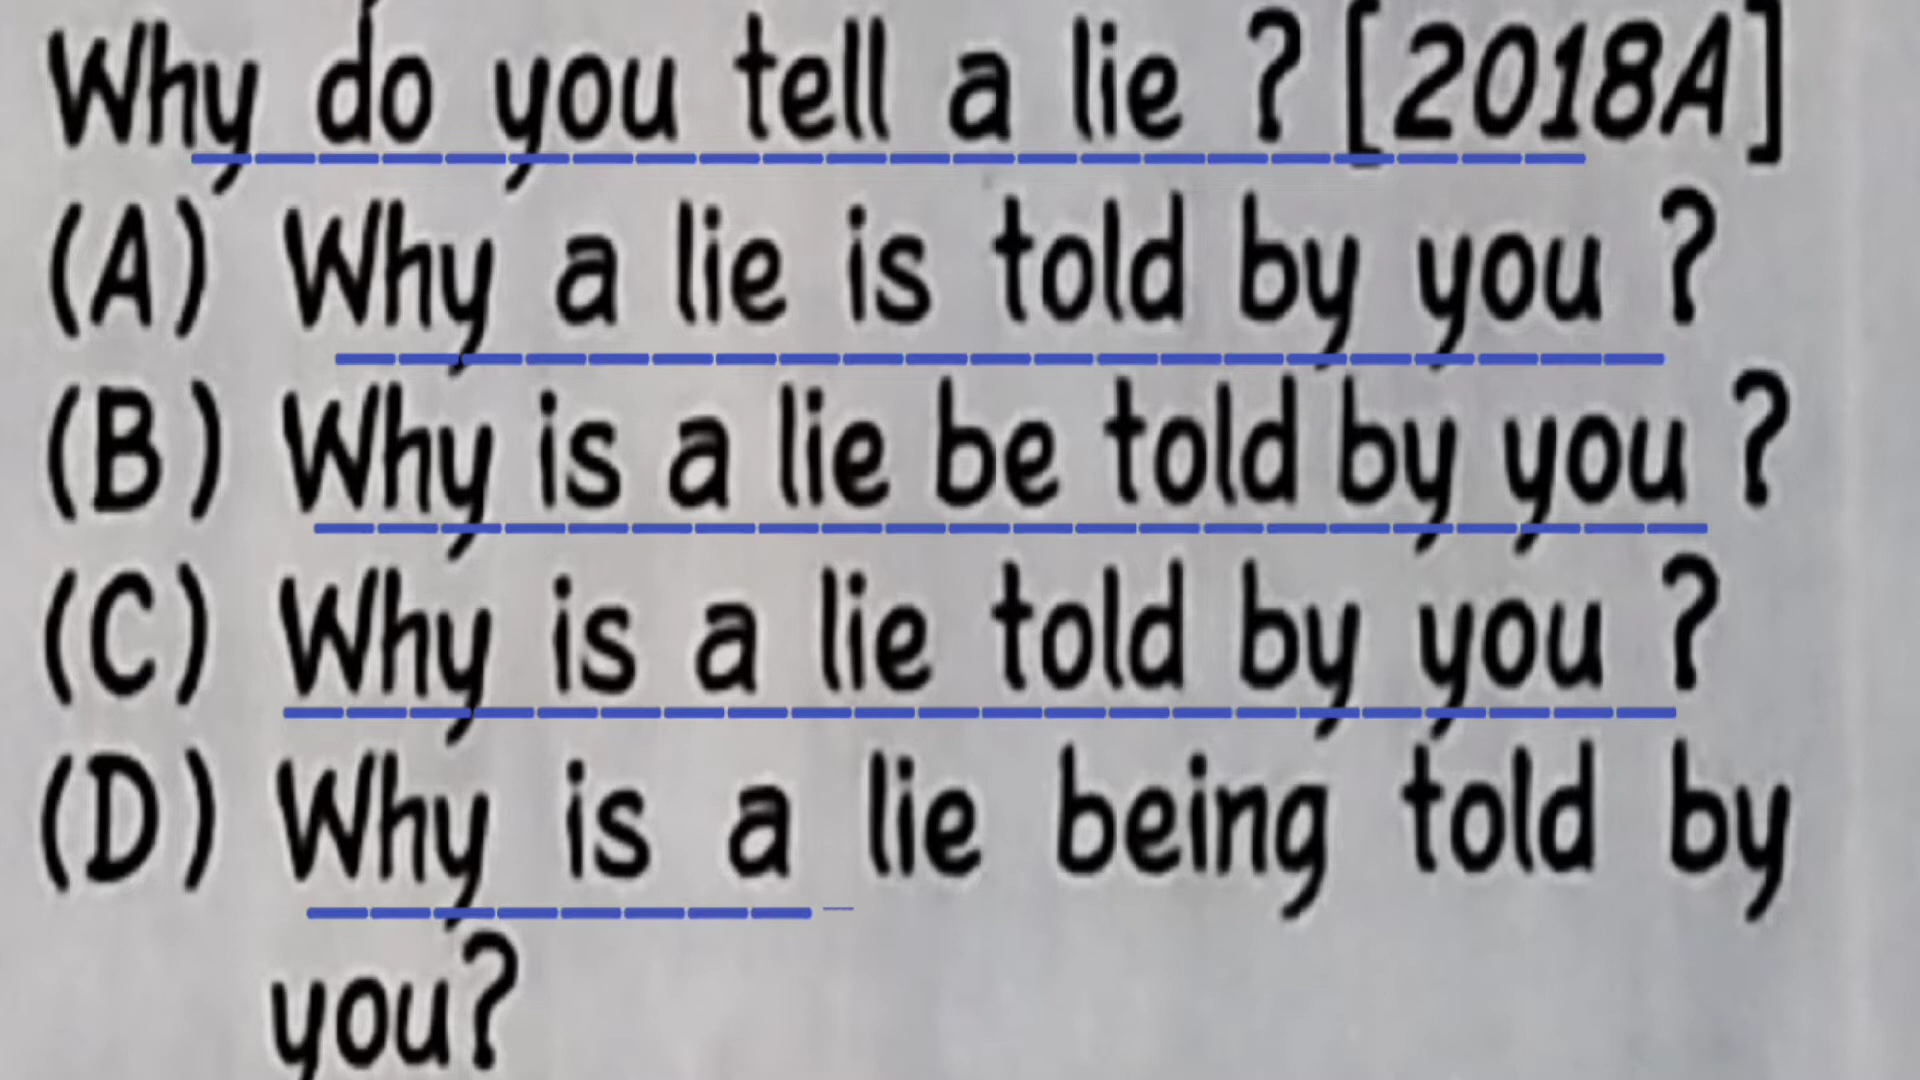 Why do you tell a lie ? [2018A]
(A) Why a lie is told by you ?
(B) Why is a lie be told by you ?
(C) Why is a lie told by you ?
(D) Why is a lie being told by
you?